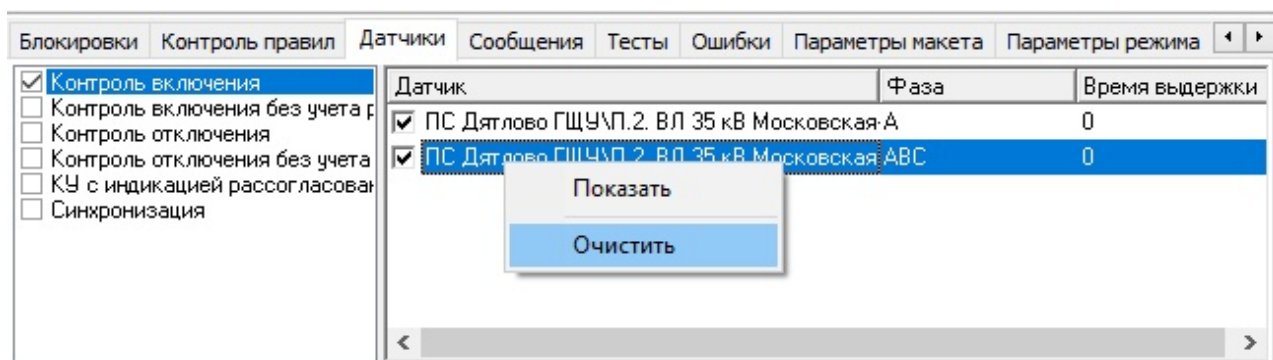 Блокировки Контроль правил Датчики Сообщения Тесты Ошибки Параметры макета Параметры режима
Контроль включения
Контроль включения без учета р
Контроль отключения
Контроль отключения без учета
КУ с индикацией рассогласован
Синхронизация
Датчик Фаза Время выдержки
ПС Дятлово ГЩУ\П.2. ВЛ 35 кВ Московская А 0
ПС Дятлово ГЩУ\П.2. ВЛ 35 кВ Московская АВС 0
Показать
Очистить